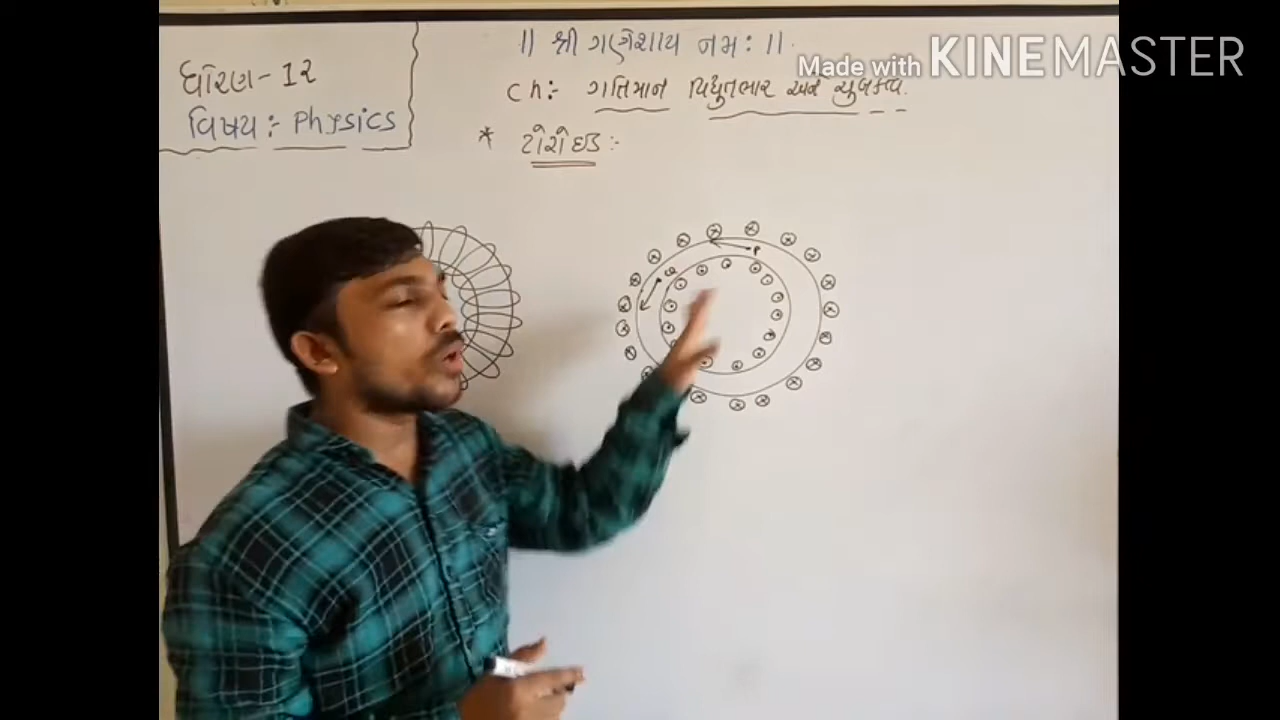 ધોરણ-12
વિષય:- Physics
|| શ્રી ગણેશાય નમઃ ||
Made with KINEMASTER
ch:- ગતિમાન વિધુતભાર અને ચુંબકત્વ.
* ટોરોઇડ :-
P
Q